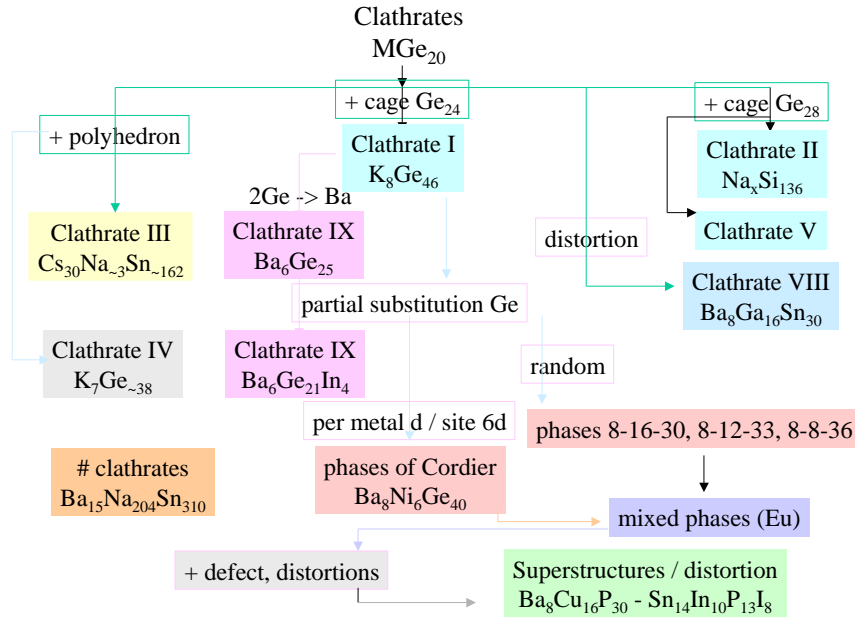 Clathrates
MGe₂₀
+ cage Ge₂₄
+ cage Ge₂₈
+ polyhedron
Clathrate I
K₈Ge₄₆
Clathrate II
NaₓSi₁₃₆
2Ge -> Ba
Clathrate III
Cs₃₀Na~₃Sn~₁₆₂
Clathrate IX
Ba₆Ge₂₅
distortion
Clathrate V
Clathrate VIII
Ba₈Ga₁₆Sn₃₀
partial substitution Ge
Clathrate IV
K₇Ge~₃₈
Clathrate IX
Ba₆Ge₂₁In₄
random
per metal d / site 6d
phases 8-16-30, 8-12-33, 8-8-36
# clathrates
Ba₁₅Na₂₀₄Sn₃₁₀
phases of Cordier
Ba₈Ni₆Ge₄₀
mixed phases (Eu)
+ defect, distortions
Superstructures / distortion
Ba₈Cu₁₆P₃₀ - Sn₁₄In₁₀P₁₃I₈